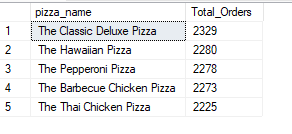 pizza_name Total_Orders
1 The Classic Deluxe Pizza 2329
2 The Hawaiian Pizza 2280
3 The Pepperoni Pizza 2278
4 The Barbecue Chicken Pizza 2273
5 The Thai Chicken Pizza 2225